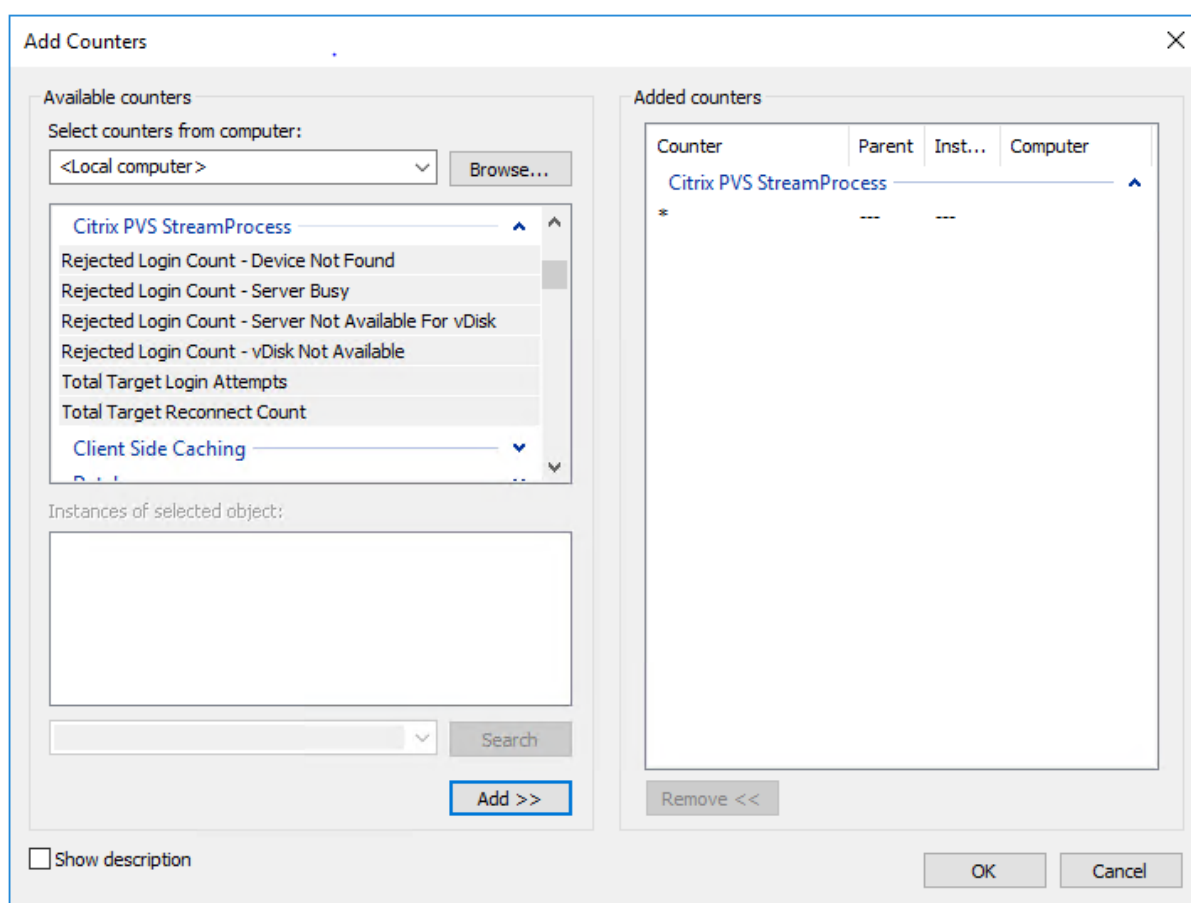 Add Counters
Available counters
Select counters from computer:
<Local computer>
Browse...
Citrix PVS StreamProcess
Rejected Login Count - Device Not Found
Rejected Login Count - Server Busy
Rejected Login Count - Server Not Available For vDisk
Rejected Login Count - vDisk Not Available
Total Target Login Attempts
Total Target Reconnect Count
Client Side Caching
Instances of selected object:
Search
Add >>
Show description
Added counters
Counter Parent Inst... Computer
Citrix PVS StreamProcess
* --- ---
Remove <<
OK Cancel